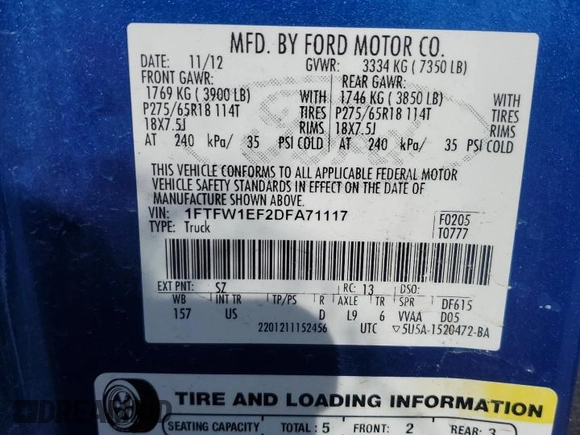 MFD. BY FORD MOTOR CO.
DATE: 11/12 GVWR: 3334 KG ( 7350 LB)
FRONT GAWR: REAR GAWR:
1769 KG ( 3900 LB) WITH 1746 KG ( 3850 LB) WITH
P275/65R18 114T TIRES P275/65R18 114T TIRES
18X7.5J RIMS 18X7.5J RIMS
AT 240 kPa/ 35 PSI COLD AT 240 kPa/ 35 PSI COLD
THIS VEHICLE CONFORMS TO ALL APPLICABLE FEDERAL MOTOR
VEHICLE SAFETY STANDARDS IN EFFECT ON THE DATE OF
MANUFACTURE SHOWN ABOVE.
VIN: 1FTFW1EF2DFA71117 F0205
TYPE: Truck T0777
EXT PNT: SZ RC: 13 DSO:
WB INT TR TP/PS R AXLE TR SPR DF615
157 US D L9 6 VVAA D05
2201211152456 UTC ▽5U5A-1520472-BA
TIRE AND LOADING INFORMATION
SEATING CAPACITY TOTAL: 5 FRONT: 2 REAR: 3